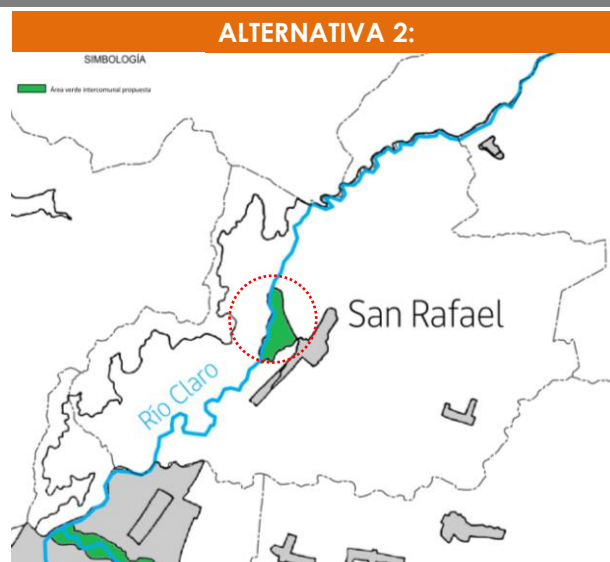 ALTERNATIVA 2:
SIMBOLOGÍA
Área verde intercomunal propuesta
San Rafael
Río Claro